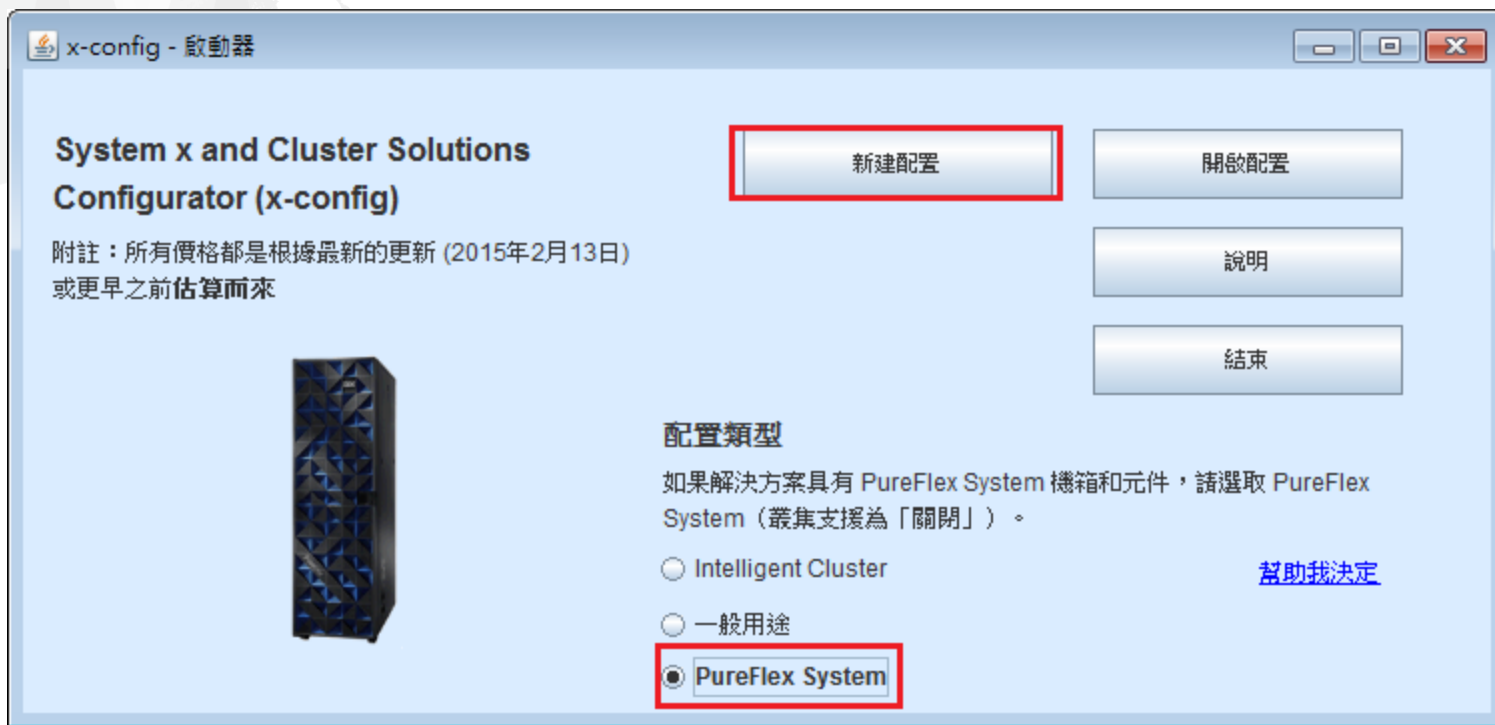 x-config - 啟動器
System x and Cluster Solutions
Configurator (x-config)
附註：所有價格都是根據最新的更新 (2015年2月13日)
或更早之前估算而來
新建配置
開啟配置
說明
結束
配置類型
如果解決方案具有 PureFlex System 機箱和元件，請選取 PureFlex
System（叢集支援為「關閉」）。
Intelligent Cluster
幫助我決定
一般用途
PureFlex System